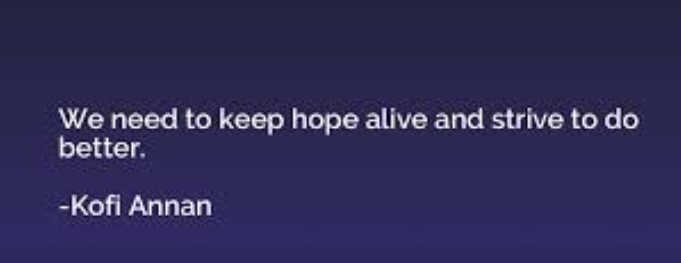 We need to keep hope alive and strive to do
better.
-Kofi Annan